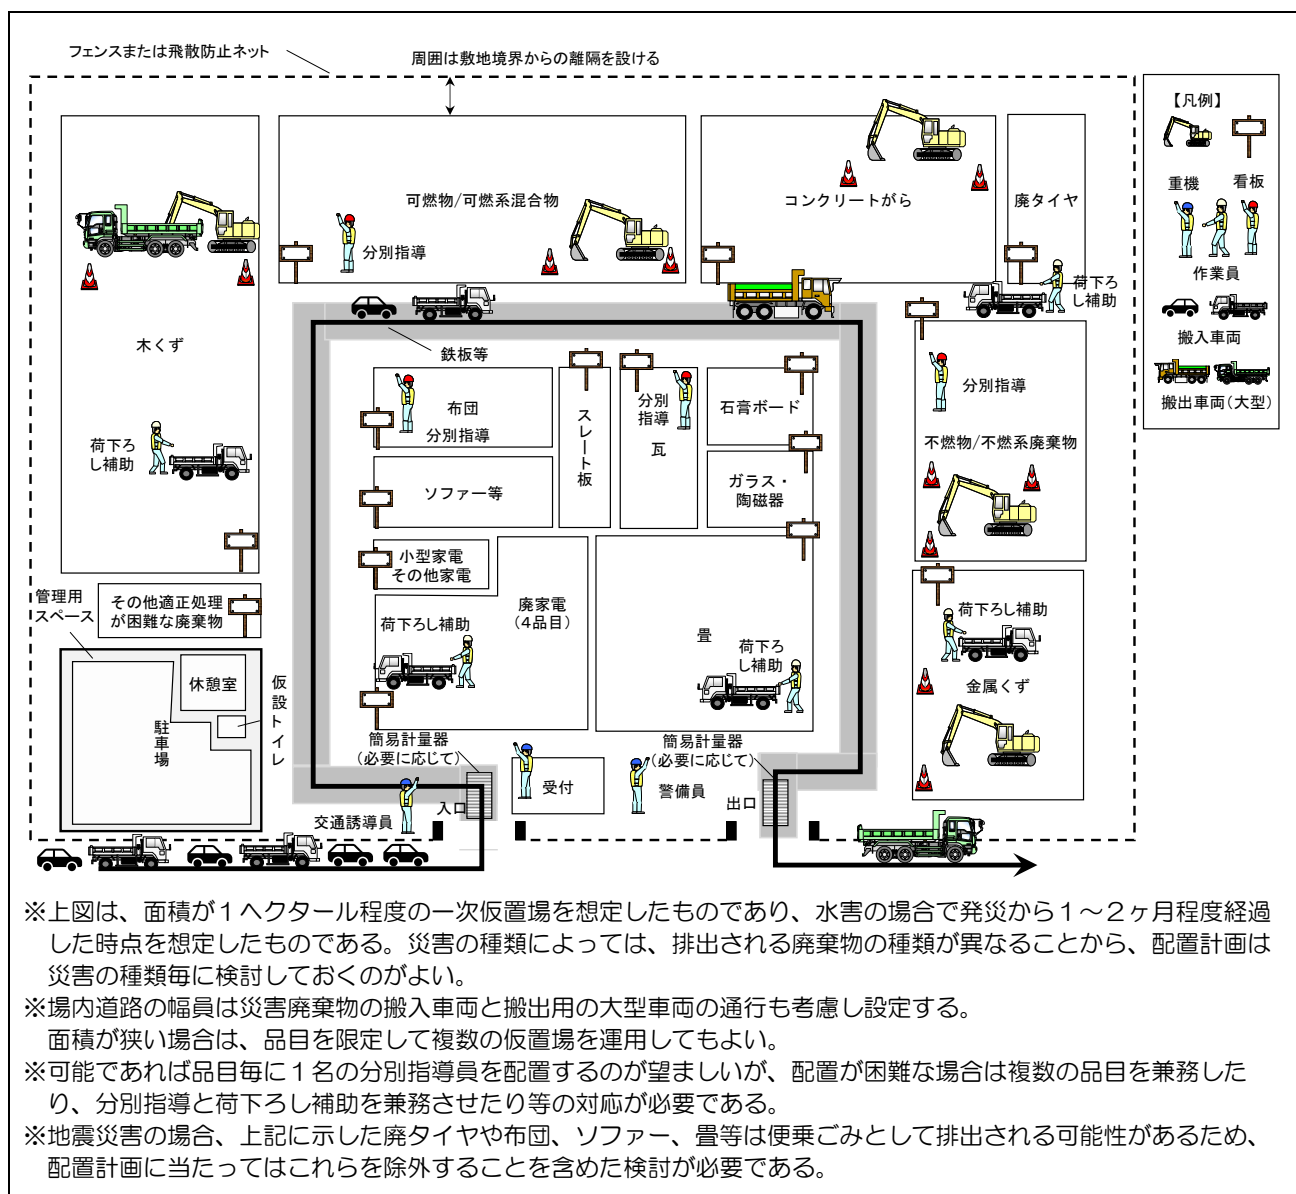 フェンスまたは飛散防止ネット
周囲は敷地境界からの離隔を設ける
【凡例】
重機
看板
作業員
搬入車両
搬出車両(大型)
可燃物/可燃系混合物
分別指導
コンクリートがら
廃タイヤ
荷下ろ
し補助
木くず
鉄板等
布団
分別指導
スレート板
分別
指導
瓦
石膏ボード
分別指導
不燃物/不燃系廃棄物
荷下ろ
し補助
ソファー等
ガラス・
陶磁器
小型家電
その他家電
廃家電
(4品目)
荷下ろし補助
畳
荷下ろ
し補助
荷下ろし補助
金属くず
管理用
スペース
その他適正処理
が困難な廃棄物
休憩室
仮設トイレ
駐車場
簡易計量器
(必要に応じて)
簡易計量器
(必要に応じて)
受付
警備員
入口
出口
交通誘導員
※上図は、面積が1ヘクタール程度の一次仮置場を想定したものであり、水害の場合で発災から1~2ヶ月程度経過
した時点を想定したものである。災害の種類によっては、排出される廃棄物の種類が異なることから、配置計画は
災害の種類毎に検討しておくのがよい。
※場内道路の幅員は災害廃棄物の搬入車両と搬出用の大型車両の通行も考慮し設定する。
面積が狭い場合は、品目を限定して複数の仮置場を運用してもよい。
※可能であれば品目毎に1名の分別指導員を配置するのが望ましいが、配置が困難な場合は複数の品目を兼務した
り、分別指導と荷下ろし補助を兼務させたり等の対応が必要である。
※地震災害の場合、上記に示した廃タイヤや布団、ソファー、畳等は便乗ごみとして排出される可能性があるため、
配置計画に当たってはこれらを除外することを含めた検討が必要である。